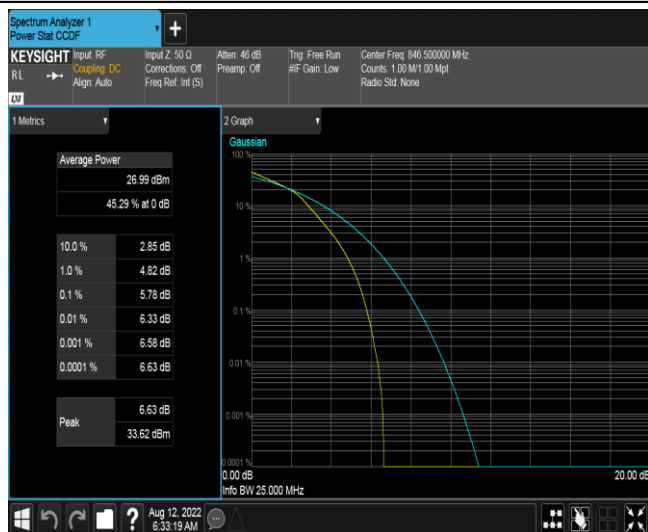 Spectrum Analyzer 1
Power Stat CCDF
+
KEYSIGHT
RL
LXI
Input: RF
Coupling: DC
Align: Auto
Input Z: 50 Ω
Corrections: Off
Freq Ref: Int (S)
Atten: 46 dB
Preamp: Off
Trig: Free Run
#IF Gain: Low
Center Freq: 846.500000 MHz
Counts: 1.00 M/1.00 Mpt
Radio Std: None
1 Metrics
Average Power
26.99 dBm
45.29 % at 0 dB
10.0 % 2.85 dB
1.0 % 4.82 dB
0.1 % 5.78 dB
0.01 % 6.33 dB
0.001 % 6.58 dB
0.0001 % 6.63 dB
Peak
6.63 dB
33.62 dBm
2 Graph
Gaussian
100 %
10 %
1 %
0.1 %
0.01 %
0.001 %
0.0001 %
0.00 dB
20.00 dB
Info BW 25.000 MHz
?
Aug 12, 2022
6:33:19 AM